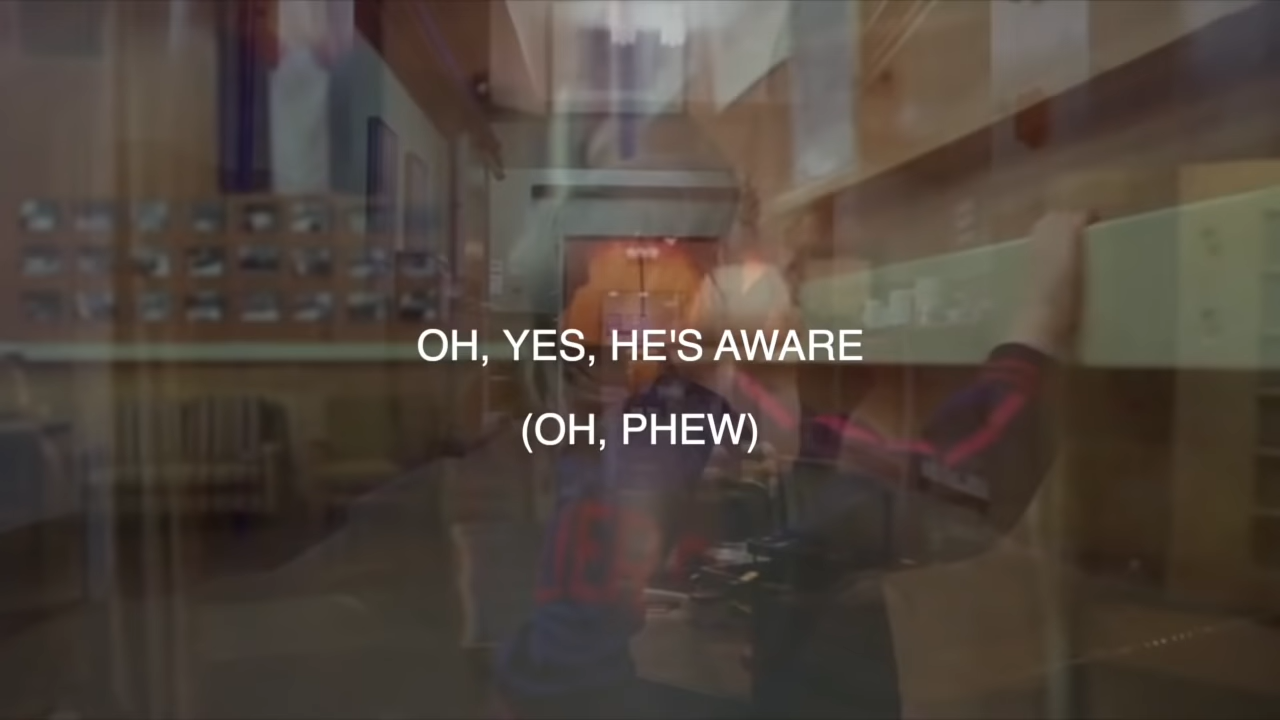 OH, YES, HE'S AWARE
(OH, PHEW)